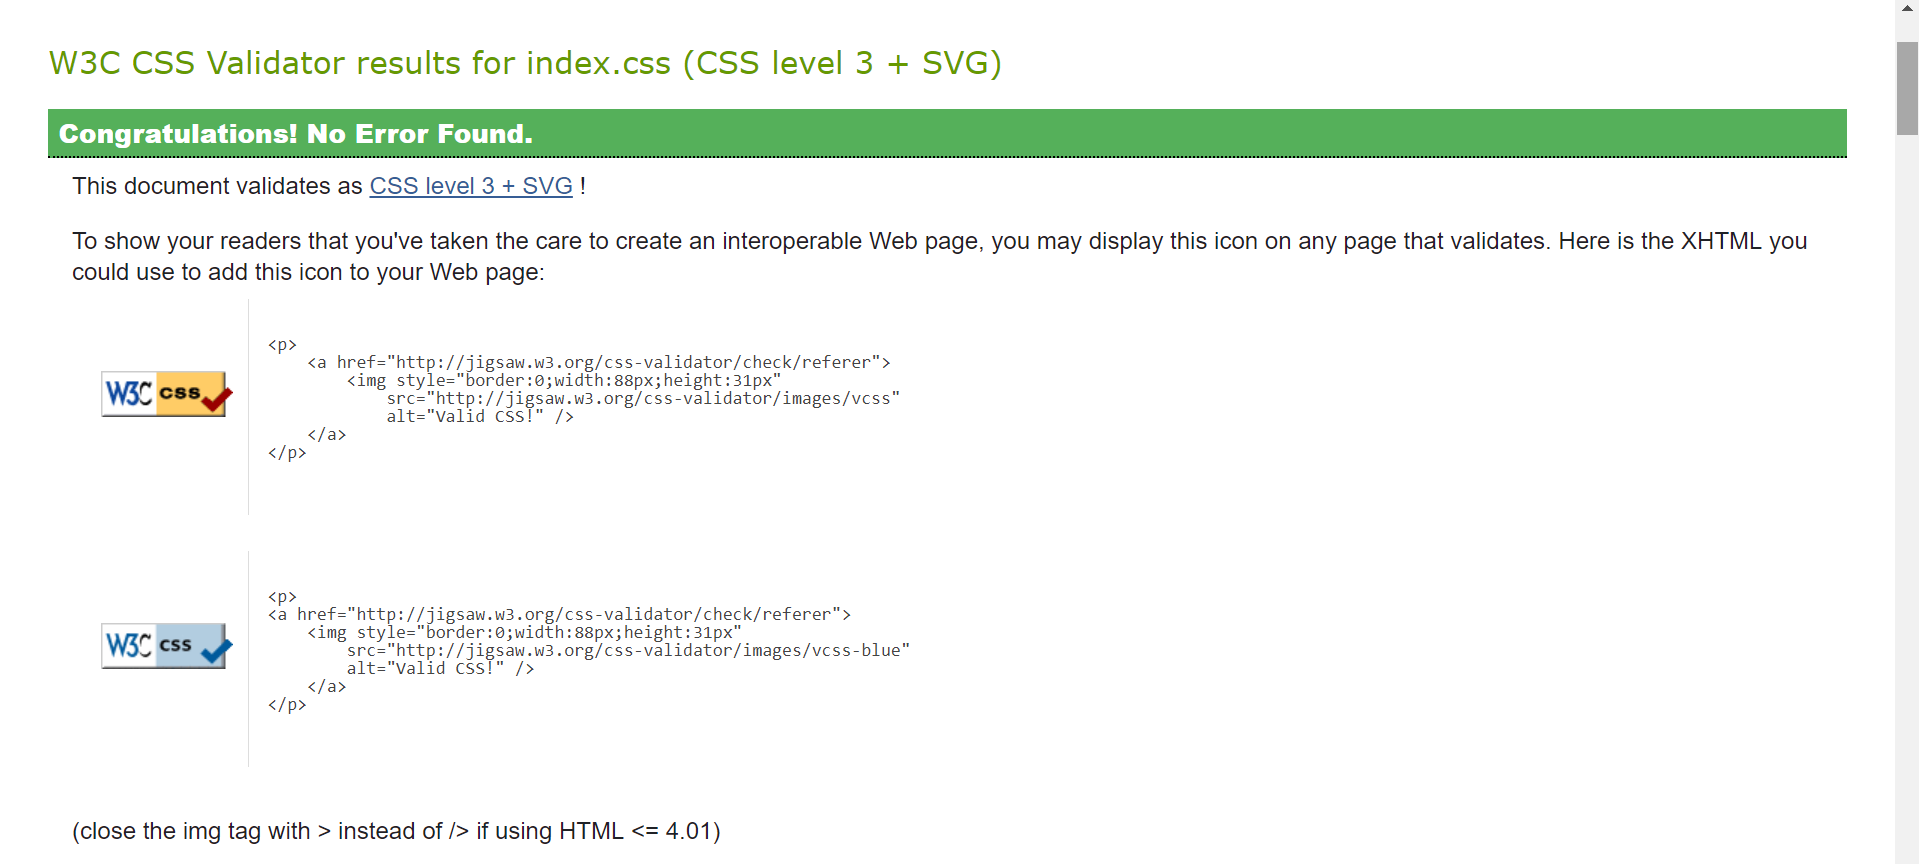 W3C CSS Validator results for index.css (CSS level 3 + SVG)
Congratulations! No Error Found.
This document validates as CSS level 3 + SVG !
To show your readers that you've taken the care to create an interoperable Web page, you may display this icon on any page that validates. Here is the XHTML you
could use to add this icon to your Web page:
W3C css
<p>
    <a href="http://jigsaw.w3.org/css-validator/check/referer">
        <img style="border:0;width:88px;height:31px"
            src="http://jigsaw.w3.org/css-validator/images/vcss"
            alt="Valid CSS!" />
    </a>
</p>
W3C css
<p>
<a href="http://jigsaw.w3.org/css-validator/check/referer">
    <img style="border:0;width:88px;height:31px"
        src="http://jigsaw.w3.org/css-validator/images/vcss-blue"
        alt="Valid CSS!" />
    </a>
</p>
(close the img tag with > instead of /> if using HTML <= 4.01)